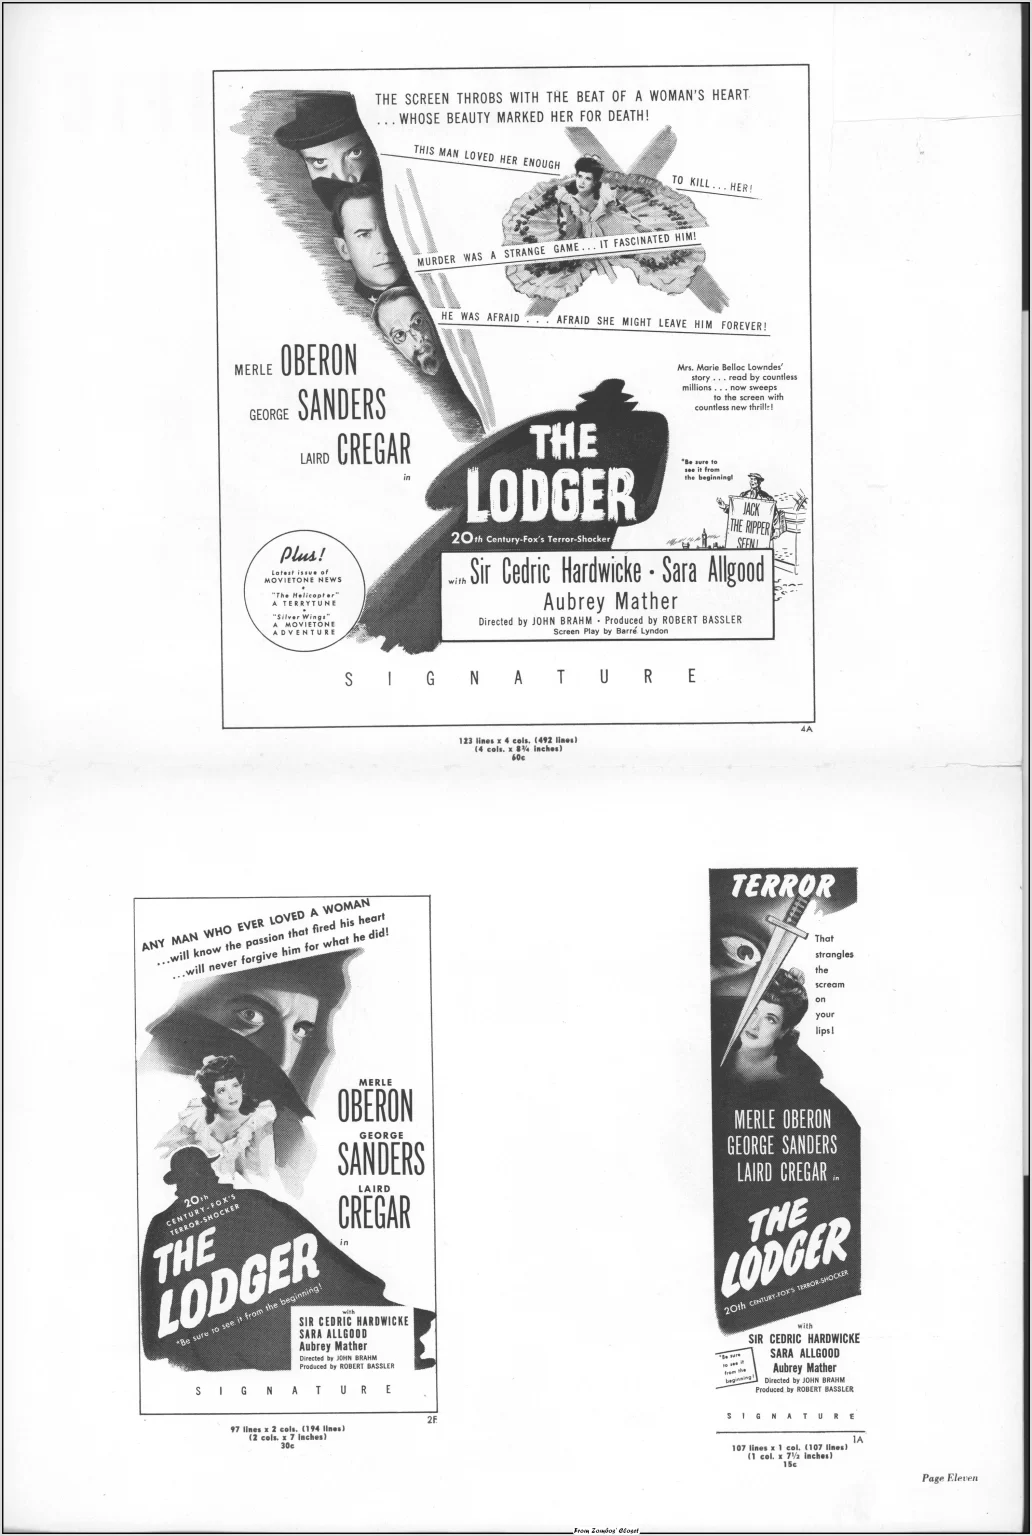 THE SCREEN THROBS WITH THE BEAT OF A WOMAN'S HEART
...WHOSE BEAUTY MARKED HER FOR DEATH!
THIS MAN LOVED HER ENOUGH
TO KILL...HER!
MURDER WAS A STRANGE GAME...IT FASCINATED HIM!
HE WAS AFRAID...AFRAID SHE MIGHT LEAVE HIM FOREVER!
MERLE OBERON
GEORGE SANDERS
LAIRD CREGAR
in
Mrs. Marie Belloc Lowndes'
story...read by countless
millions...now sweeps
to the screen with
countless new thrills!
THE
LODGER
20th Century-Fox's Terror-Shocker
"Be sure to
see it from
the beginning!
JACK
THE RIPPER
SEEN!
Plus!
Latest issue of
MOVIETONE NEWS
"The Helicopter"
A TERRYTUNE
"Silver Wings"
A MOVIETONE
ADVENTURE
with Sir Cedric Hardwicke • Sara Allgood
Aubrey Mather
Directed by JOHN BRAHM • Produced by ROBERT BASSLER
Screen Play by Barré Lyndon
SIGNATURE
4A
123 lines x 4 cols. (492 lines)
(4 cols. x 8¾ inches)
60c
ANY MAN WHO EVER LOVED A WOMAN
...will know the passion that fired his heart
...will never forgive him for what he did!
MERLE
OBERON
GEORGE
SANDERS
LAIRD
CREGAR
in
20th
CENTURY-FOX'S
TERROR-SHOCKER
THE
LODGER
"Be sure to see it from the beginning!
with
SIR CEDRIC HARDWICKE
SARA ALLGOOD
Aubrey Mather
Directed by JOHN BRAHM
Produced by ROBERT BASSLER
SIGNATURE
2F
97 lines x 2 cols. (194 lines)
(2 cols. x 7 inches)
30c
TERROR
That
strangles
the
scream
on
your
lips!
MERLE OBERON
GEORGE SANDERS
LAIRD CREGAR in
THE
LODGER
20th CENTURY-FOX'S TERROR-SHOCKER
with
SIR CEDRIC HARDWICKE
SARA ALLGOOD
Aubrey Mather
Directed by JOHN BRAHM
Produced by ROBERT BASSLER
"Be sure
to see it
from the
beginning!
SIGNATURE
1A
107 lines x 1 col. (107 lines)
(1 col. x 7½ inches)
15c
Page Eleven
From Zombos' Closet